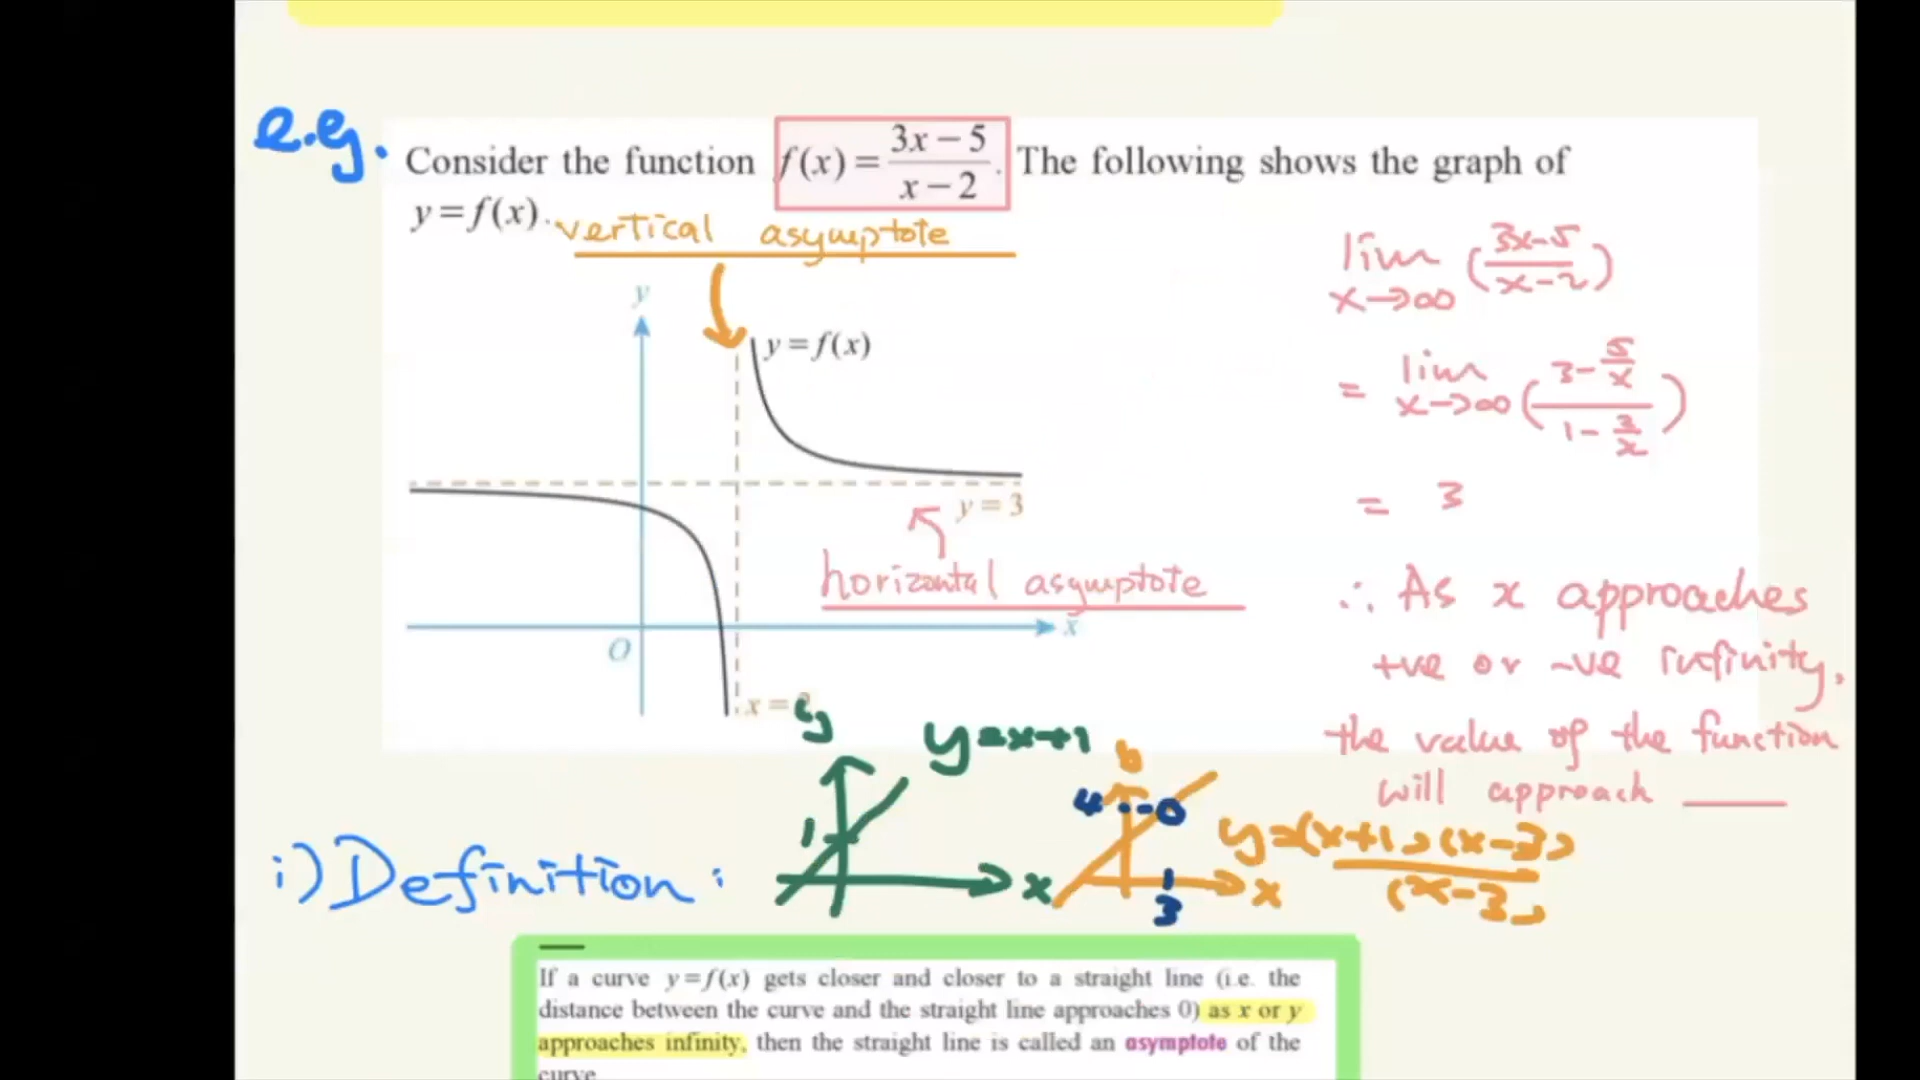 e.g. Consider the function f(x) = (3x − 5)/(x − 2). The following shows the graph of
y = f(x).
vertical asymptote
y
y = f(x)
y = 3
horizontal asymptote
x
O
x =
lim x→∞ ((3x−5)/(x−2))
= lim x→∞ ((3 − 5/x)/(1 − 2/x))
= 3
∴ As x approaches
+ve or -ve infinity,
the value of the function
will approach ____
y
y=x+1
1
x
4
3
x
y=(x+1)(x-3)/(x-3)
i) Definition:
If a curve y = f(x) gets closer and closer to a straight line (i.e. the
distance between the curve and the straight line approaches 0) as x or y
approaches infinity, then the straight line is called an asymptote of the
curve